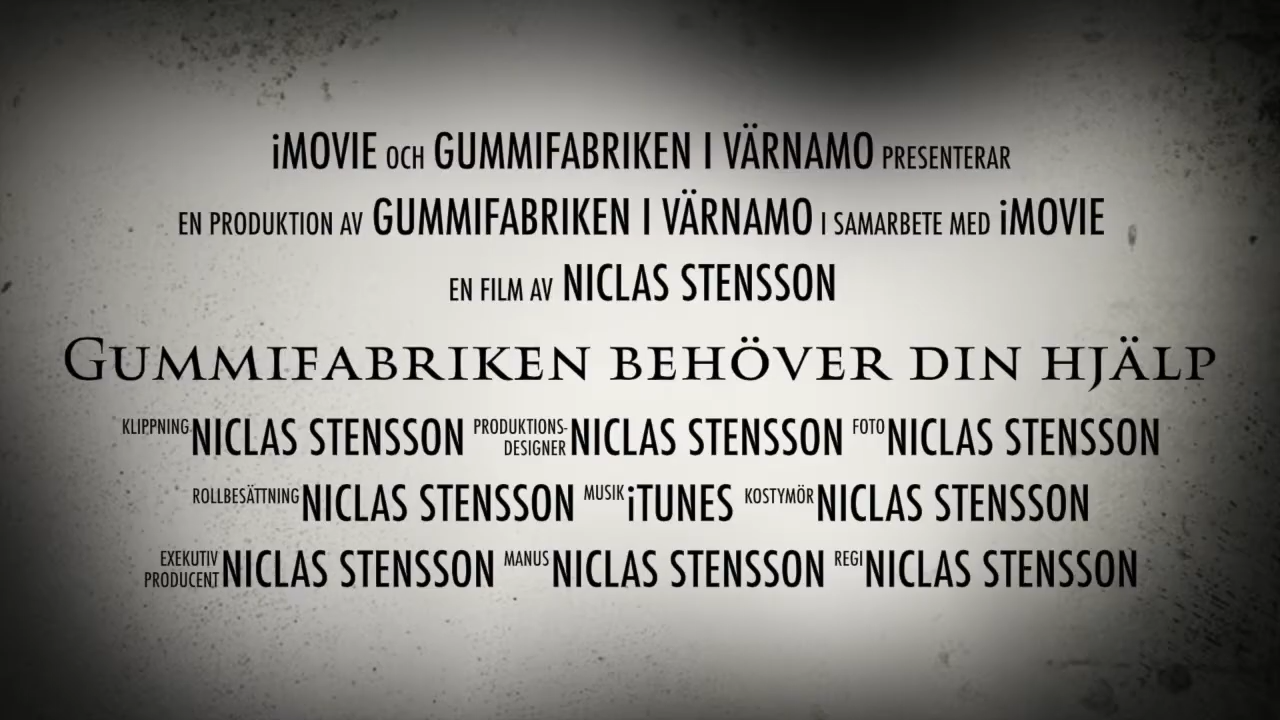 iMOVIE OCH GUMMIFABRIKEN I VÄRNAMO PRESENTERAR
EN PRODUKTION AV GUMMIFABRIKEN I VÄRNAMO I SAMARBETE MED iMOVIE
EN FILM AV NICLAS STENSSON
GUMMIFABRIKEN BEHÖVER DIN HJÄLP
KLIPPNING NICLAS STENSSON PRODUKTIONS-DESIGNER NICLAS STENSSON FOTO NICLAS STENSSON
ROLLBESÄTTNING NICLAS STENSSON MUSIK iTUNES KOSTYMÖR NICLAS STENSSON
EXEKUTIV PRODUCENT NICLAS STENSSON MANUS NICLAS STENSSON REGI NICLAS STENSSON